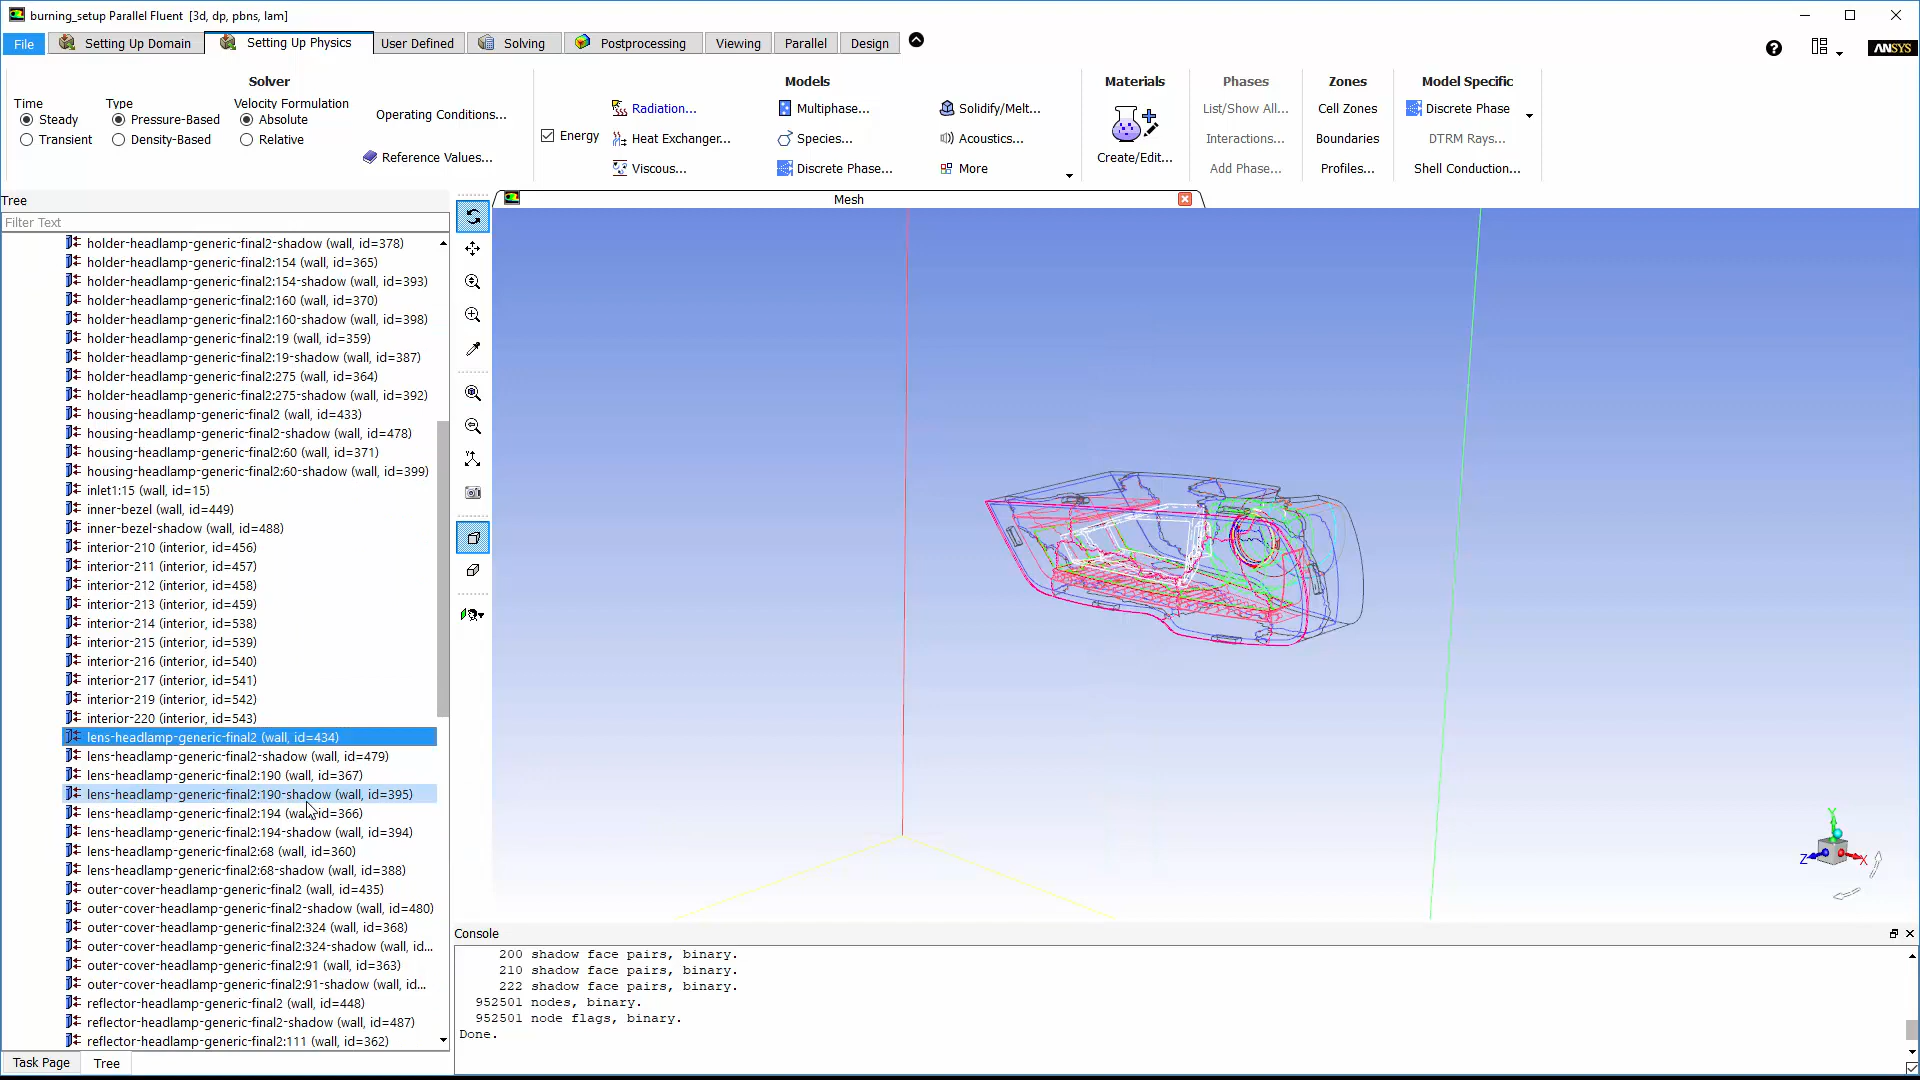 burning_setup Parallel Fluent [3d, dp, pbns, lam]
File Setting Up Domain Setting Up Physics User Defined Solving Postprocessing Viewing Parallel Design
ANSYS
Solver
Time Type Velocity Formulation
Steady Pressure-Based Absolute
Transient Density-Based Relative
Operating Conditions...
Reference Values...
Models
Energy
Radiation... Multiphase... Solidify/Melt...
Heat Exchanger... Species... Acoustics...
Viscous... Discrete Phase... More
Materials
Create/Edit...
Phases
List/Show All...
Interactions...
Add Phase...
Zones
Cell Zones
Boundaries
Profiles...
Model Specific
Discrete Phase
DTRM Rays...
Shell Conduction...
Tree
Filter Text
holder-headlamp-generic-final2-shadow (wall, id=378)
holder-headlamp-generic-final2:154 (wall, id=365)
holder-headlamp-generic-final2:154-shadow (wall, id=393)
holder-headlamp-generic-final2:160 (wall, id=370)
holder-headlamp-generic-final2:160-shadow (wall, id=398)
holder-headlamp-generic-final2:19 (wall, id=359)
holder-headlamp-generic-final2:19-shadow (wall, id=387)
holder-headlamp-generic-final2:275 (wall, id=364)
holder-headlamp-generic-final2:275-shadow (wall, id=392)
housing-headlamp-generic-final2 (wall, id=433)
housing-headlamp-generic-final2-shadow (wall, id=478)
housing-headlamp-generic-final2:60 (wall, id=371)
housing-headlamp-generic-final2:60-shadow (wall, id=399)
inlet1:15 (wall, id=15)
inner-bezel (wall, id=449)
inner-bezel-shadow (wall, id=488)
interior-210 (interior, id=456)
interior-211 (interior, id=457)
interior-212 (interior, id=458)
interior-213 (interior, id=459)
interior-214 (interior, id=538)
interior-215 (interior, id=539)
interior-216 (interior, id=540)
interior-217 (interior, id=541)
interior-219 (interior, id=542)
interior-220 (interior, id=543)
lens-headlamp-generic-final2 (wall, id=434)
lens-headlamp-generic-final2-shadow (wall, id=479)
lens-headlamp-generic-final2:190 (wall, id=367)
lens-headlamp-generic-final2:190-shadow (wall, id=395)
lens-headlamp-generic-final2:194 (wall, id=366)
lens-headlamp-generic-final2:194-shadow (wall, id=394)
lens-headlamp-generic-final2:68 (wall, id=360)
lens-headlamp-generic-final2:68-shadow (wall, id=388)
outer-cover-headlamp-generic-final2 (wall, id=435)
outer-cover-headlamp-generic-final2-shadow (wall, id=480)
outer-cover-headlamp-generic-final2:324 (wall, id=368)
outer-cover-headlamp-generic-final2:324-shadow (wall, id...
outer-cover-headlamp-generic-final2:91 (wall, id=363)
outer-cover-headlamp-generic-final2:91-shadow (wall, id...
reflector-headlamp-generic-final2 (wall, id=448)
reflector-headlamp-generic-final2-shadow (wall, id=487)
reflector-headlamp-generic-final2:111 (wall, id=362)
Task Page Tree
Mesh
Y
Z X
Console
200 shadow face pairs, binary.
210 shadow face pairs, binary.
222 shadow face pairs, binary.
952501 nodes, binary.
952501 node flags, binary.
Done.